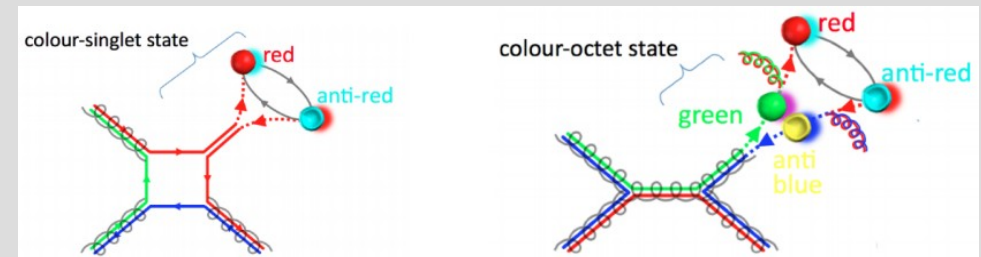 colour-singlet state
red
anti-red
colour-octet state
red
anti-red
green
anti
blue